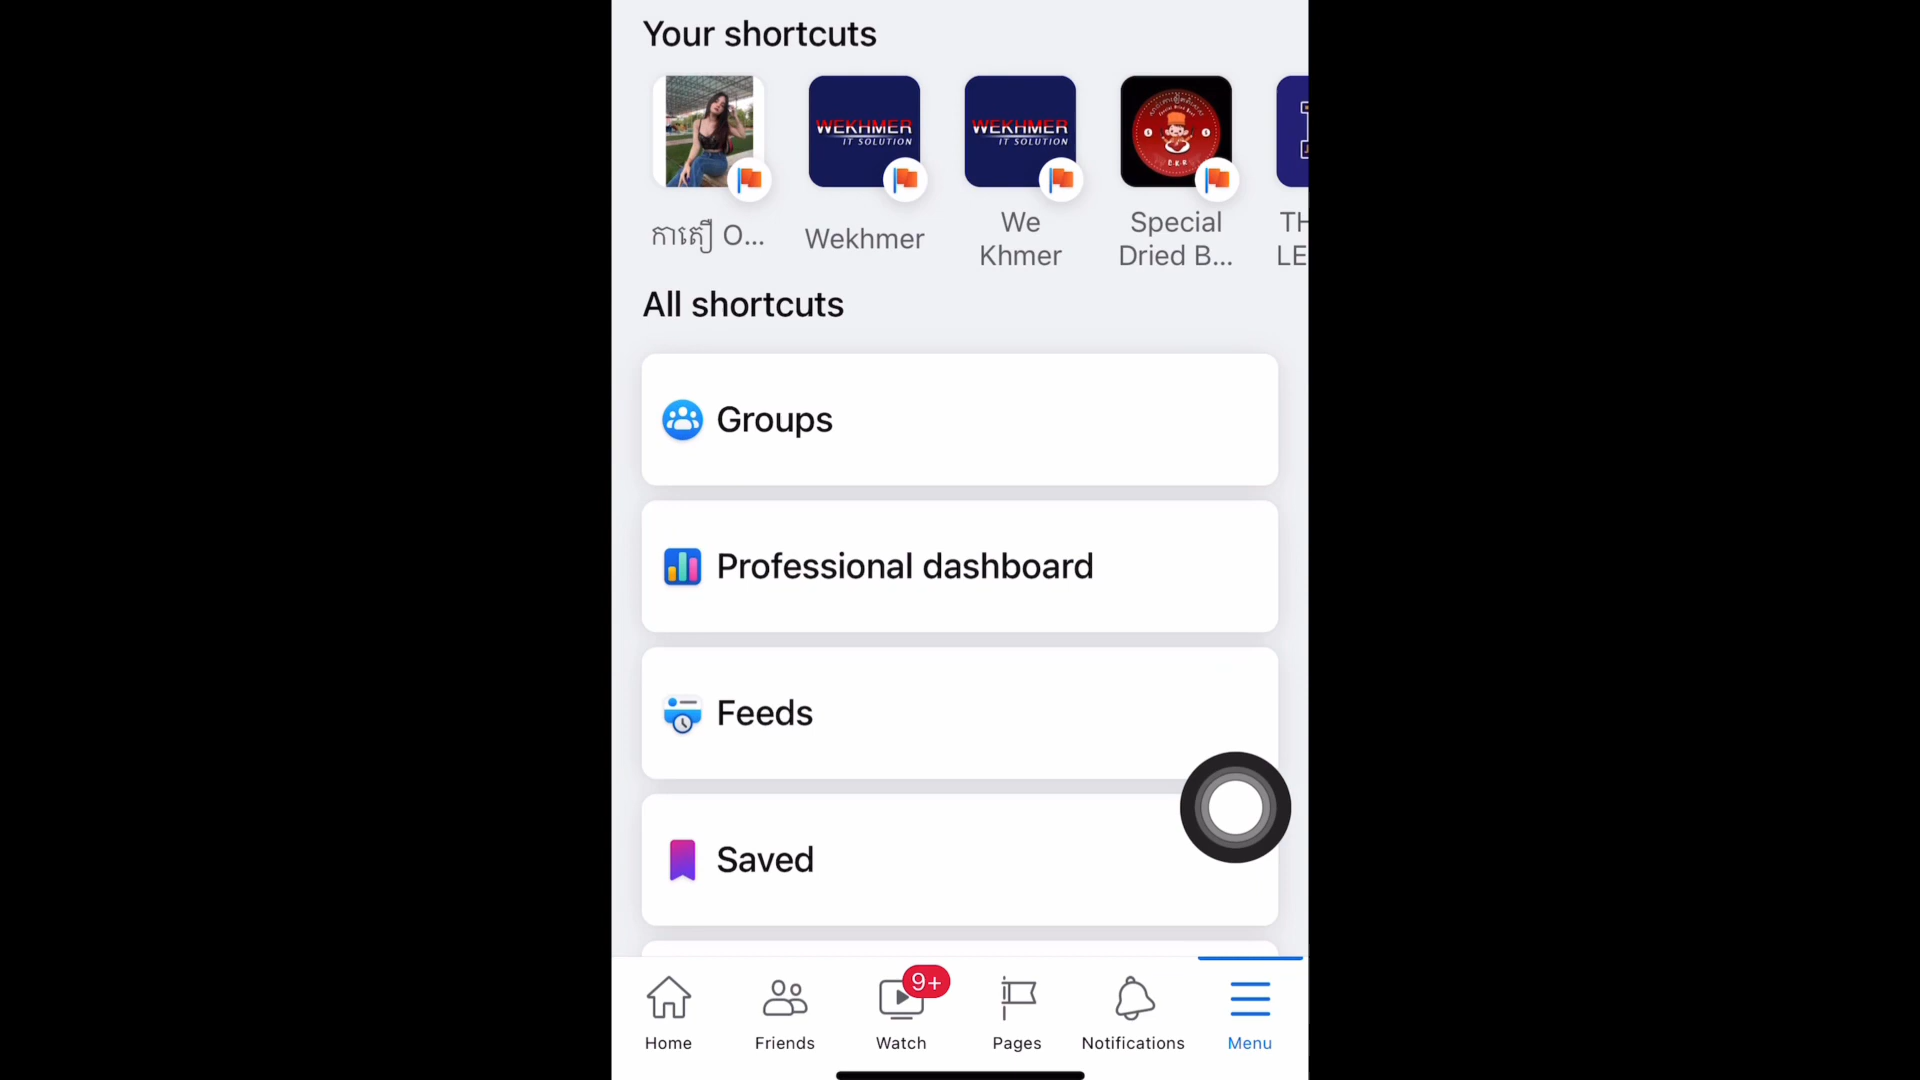 Your shortcuts
WEKHMER
IT SOLUTION
WEKHMER
IT SOLUTION
កាតឿ O...
Wekhmer
We
Khmer
Special
Dried B...
TH
LE
All shortcuts
Groups
Professional dashboard
Feeds
Saved
9+
Home
Friends
Watch
Pages
Notifications
Menu